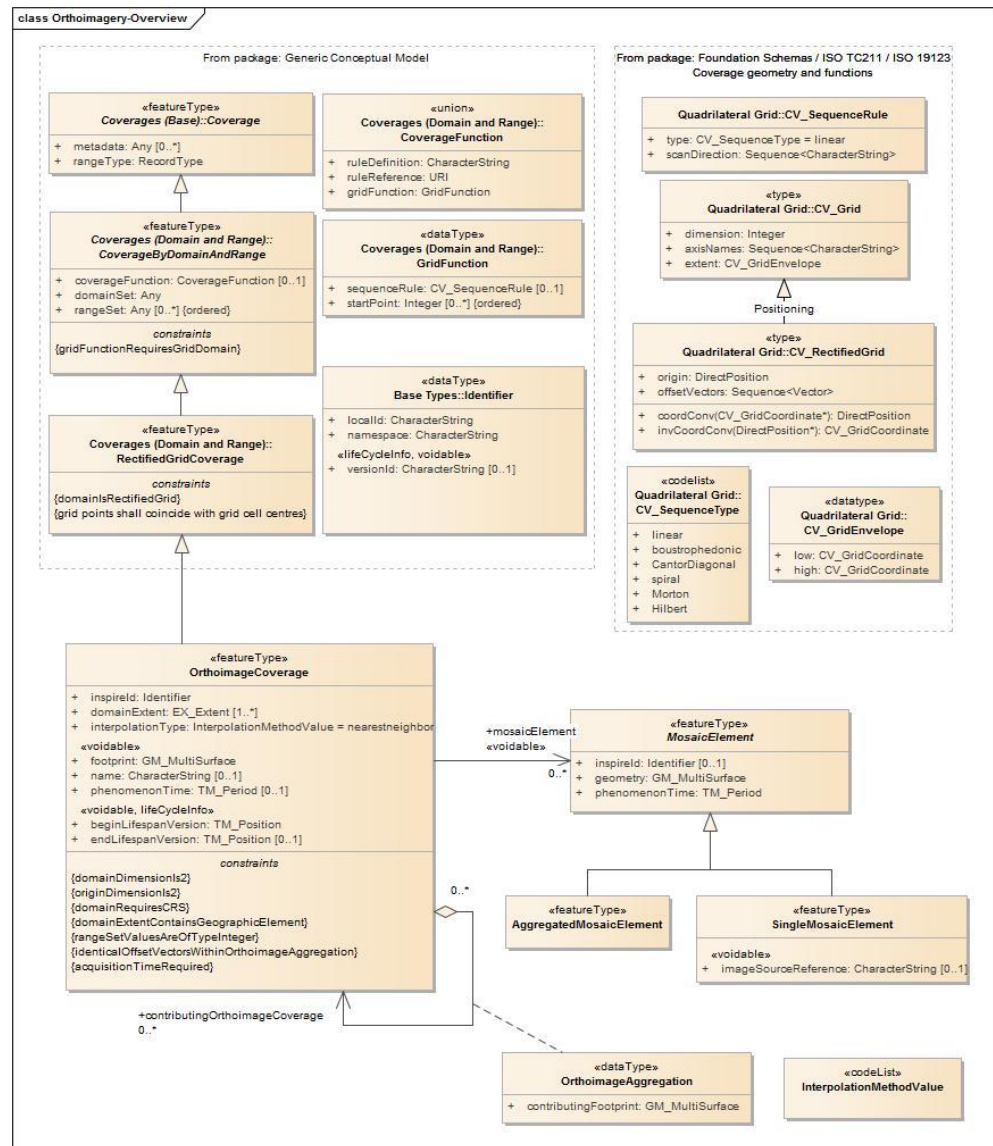 class Orthoimagery-Overview
From package: Generic Conceptual Model
«featureType»
Coverages (Base)::Coverage
+ metadata: Any [0..*]
+ rangeType: RecordType
«union»
Coverages (Domain and Range)::
CoverageFunction
+ ruleDefinition: CharacterString
+ ruleReference: URI
+ gridFunction: GridFunction
«featureType»
Coverages (Domain and Range)::
CoverageByDomainAndRange
+ coverageFunction: CoverageFunction [0..1]
+ domainSet: Any
+ rangeSet: Any [0..*] {ordered}
constraints
{gridFunctionRequiresGridDomain}
«dataType»
Coverages (Domain and Range)::
GridFunction
+ sequenceRule: CV_SequenceRule [0..1]
+ startPoint: Integer [0..*] {ordered}
«dataType»
Base Types::Identifier
+ localId: CharacterString
+ namespace: CharacterString
«lifeCycleInfo, voidable»
+ versionId: CharacterString [0..1]
«featureType»
Coverages (Domain and Range)::
RectifiedGridCoverage
constraints
{domainIsRectifiedGrid}
{grid points shall coincide with grid cell centres}
From package: Foundation Schemas / ISO TC211 / ISO 19123
Coverage geometry and functions
Quadrilateral Grid::CV_SequenceRule
+ type: CV_SequenceType = linear
+ scanDirection: Sequence<CharacterString>
«type»
Quadrilateral Grid::CV_Grid
+ dimension: Integer
+ axisNames: Sequence<CharacterString>
+ extent: CV_GridEnvelope
Positioning
«type»
Quadrilateral Grid::CV_RectifiedGrid
+ origin: DirectPosition
+ offsetVectors: Sequence<Vector>
+ coordConv(CV_GridCoordinate*): DirectPosition
+ invCoordConv(DirectPosition*): CV_GridCoordinate
«codelist»
Quadrilateral Grid::
CV_SequenceType
+ linear
+ boustrophedonic
+ CantorDiagonal
+ spiral
+ Morton
+ Hilbert
«datatype»
Quadrilateral Grid::
CV_GridEnvelope
+ low: CV_GridCoordinate
+ high: CV_GridCoordinate
«featureType»
OrthoimageCoverage
+ inspireId: Identifier
+ domainExtent: EX_Extent [1..*]
+ interpolationType: InterpolationMethodValue = nearestneighbor
«voidable»
+ footprint: GM_MultiSurface
+ name: CharacterString [0..1]
+ phenomenonTime: TM_Period [0..1]
«voidable, lifeCycleInfo»
+ beginLifespanVersion: TM_Position
+ endLifespanVersion: TM_Position [0..1]
constraints
{domainDimensionIs2}
{originDimensionIs2}
{domainRequiresCRS}
{domainExtentContainsGeographicElement}
{rangeSetValuesAreOfTypeInteger}
{identicalOffsetVectorsWithinOrthoimageAggregation}
{acquisitionTimeRequired}
+mosaicElement
«voidable»
0..*
«featureType»
MosaicElement
+ inspireId: Identifier [0..1]
+ geometry: GM_MultiSurface
+ phenomenonTime: TM_Period
0..*
«featureType»
AggregatedMosaicElement
«featureType»
SingleMosaicElement
«voidable»
+ imageSourceReference: CharacterString [0..1]
+contributingOrthoimageCoverage
0..*
«dataType»
OrthoimageAggregation
+ contributingFootprint: GM_MultiSurface
«codeList»
InterpolationMethodValue